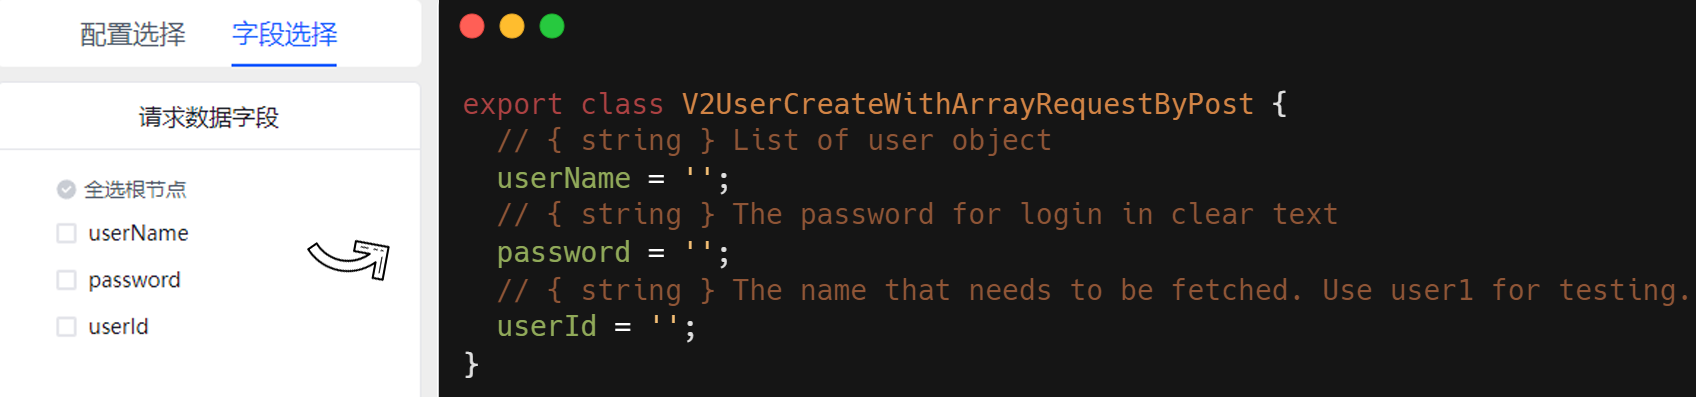 配置选择
字段选择
请求数据字段
全选根节点
userName
password
userId
export class V2UserCreateWithArrayRequestByPost {
// { string } List of user object
userName = '';
// { string } The password for login in clear text
password = '';
// { string } The name that needs to be fetched. Use user1 for testing.
userId = '';
}